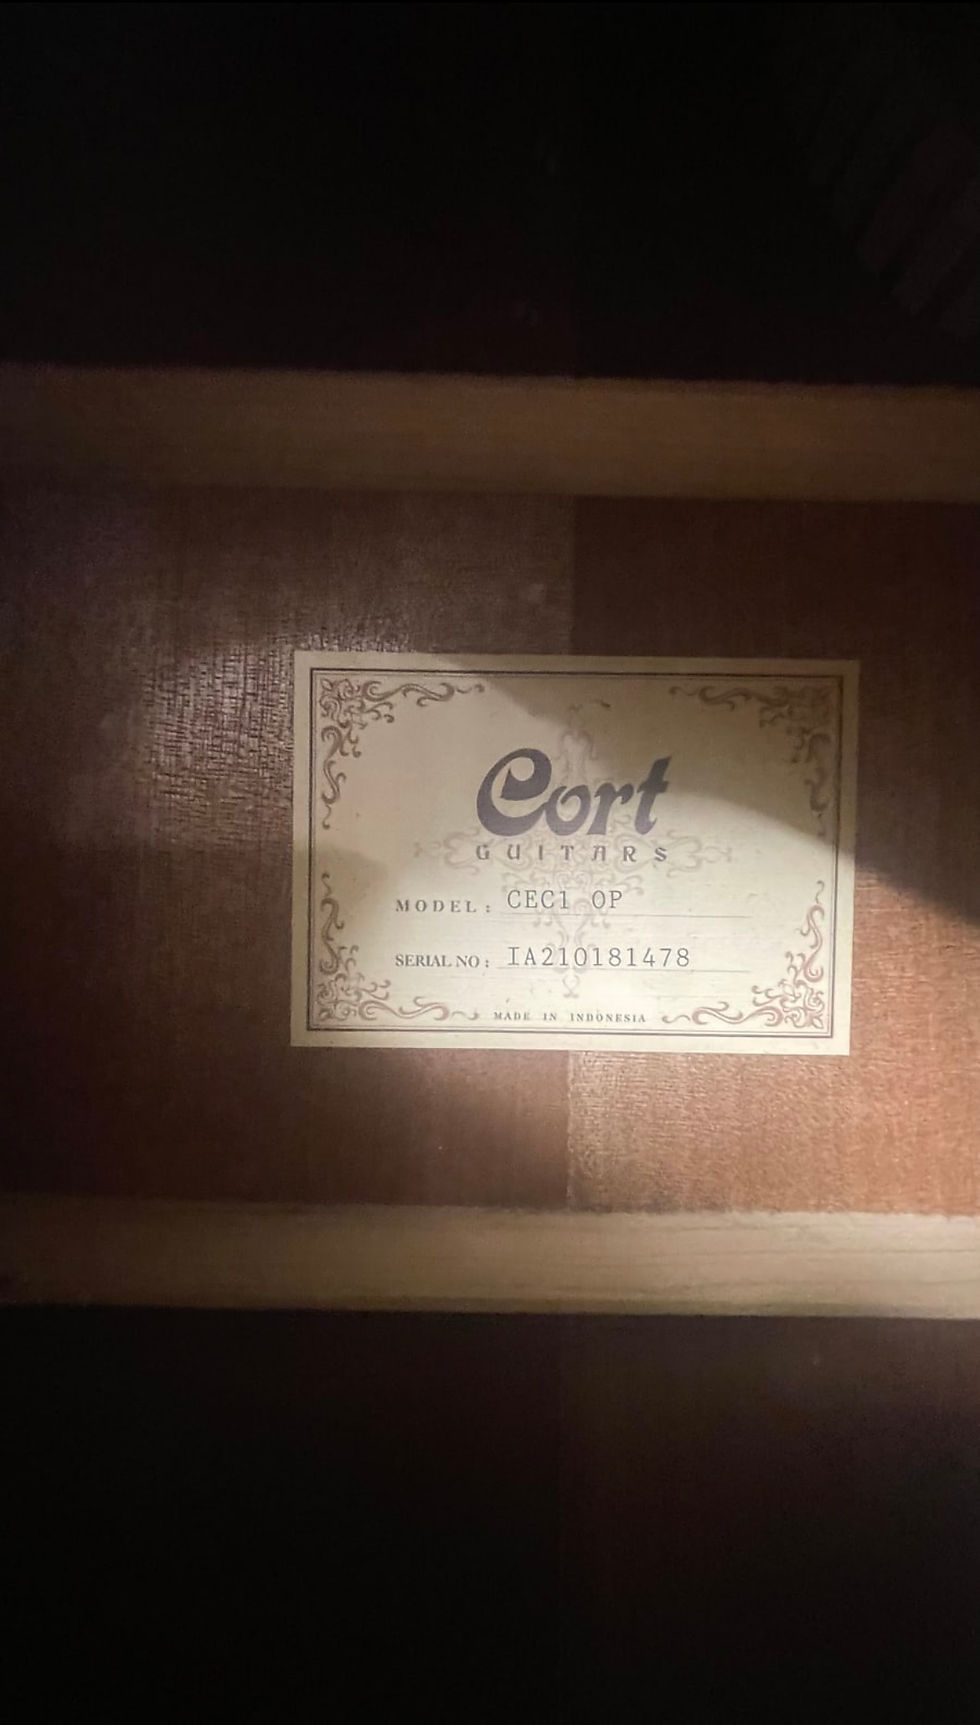 Cort
GUITARS
MODEL: CEC1 OP
SERIAL NO: IA210181478
MADE IN INDONESIA